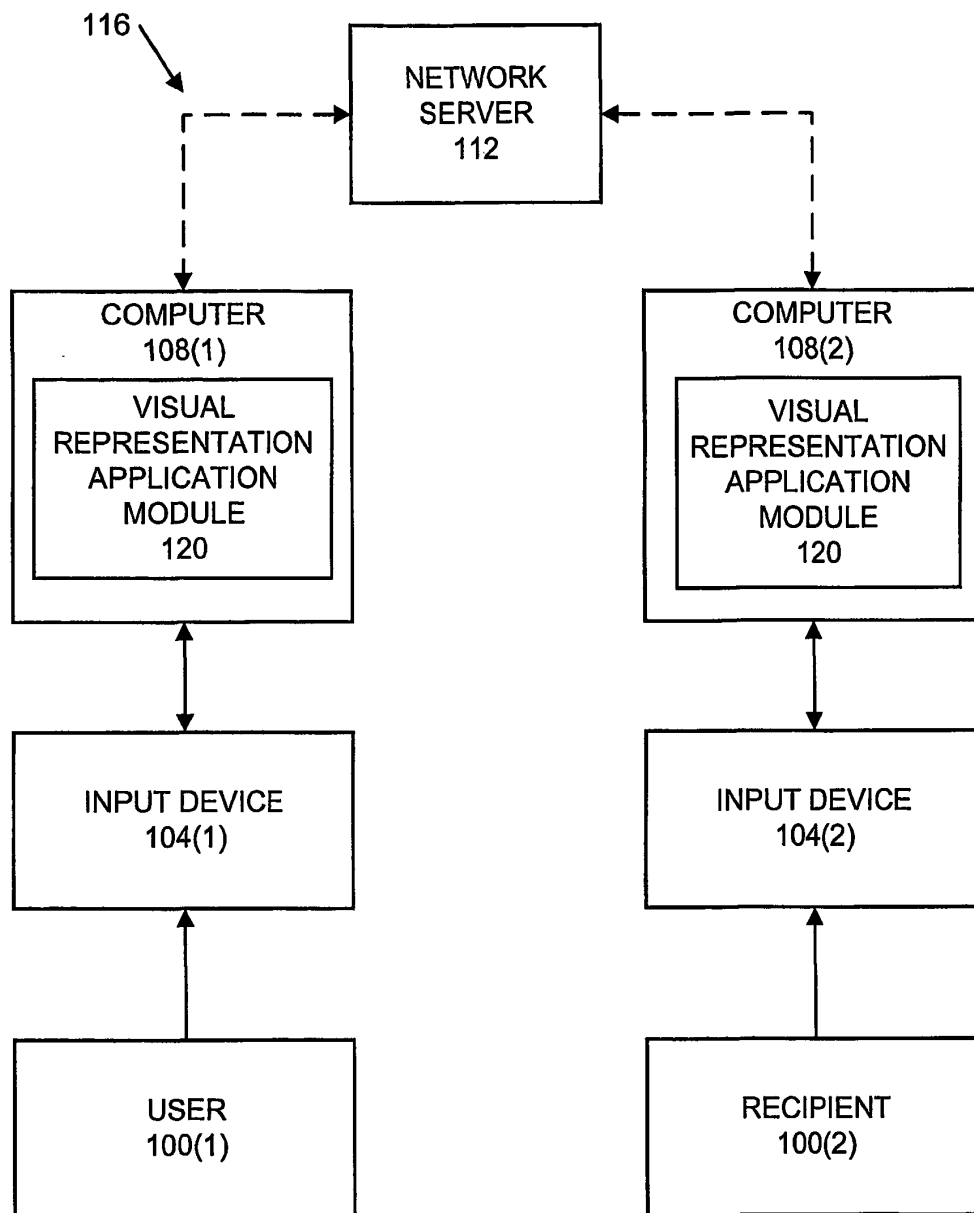 116
NETWORK
SERVER
112
COMPUTER
108(1)
VISUAL
REPRESENTATION
APPLICATION
MODULE
120
COMPUTER
108(2)
VISUAL
REPRESENTATION
APPLICATION
MODULE
120
INPUT DEVICE
104(1)
INPUT DEVICE
104(2)
USER
100(1)
RECIPIENT
100(2)